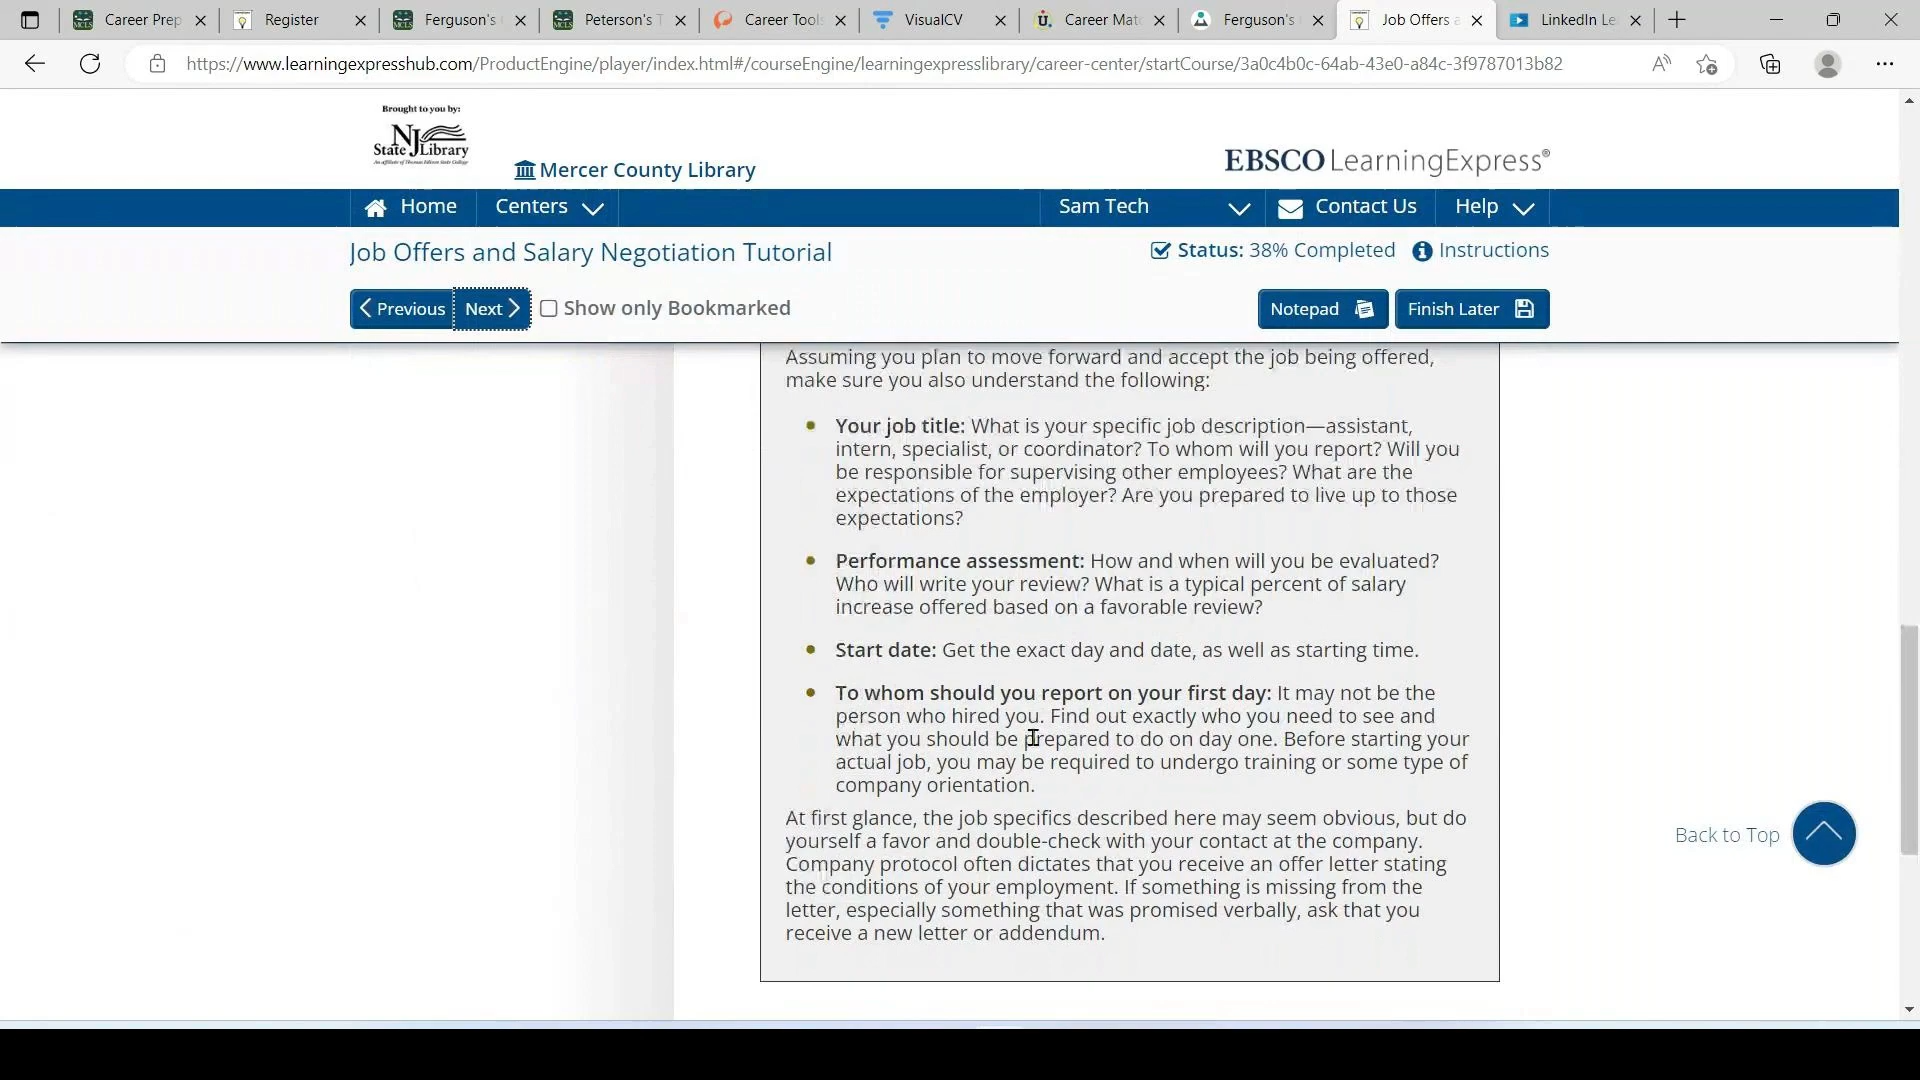 Career Prep
Register
Ferguson's
Peterson's T
Career Tools
VisualCV
Career Mat
Ferguson's
Job Offers a
LinkedIn Le
https://www.learningexpresshub.com/ProductEngine/player/index.html#/courseEngine/learningexpresslibrary/career-center/startCourse/3a0c4b0c-64ab-43e0-a84c-3f9787013b82
Brought to you by:
NJ
State Library
Mercer County Library
EBSCO LearningExpress®
Home
Centers
Sam Tech
Contact Us
Help
Job Offers and Salary Negotiation Tutorial
Status: 38% Completed
Instructions
Previous
Next
Show only Bookmarked
Notepad
Finish Later
Assuming you plan to move forward and accept the job being offered,
make sure you also understand the following:
Your job title: What is your specific job description—assistant,
intern, specialist, or coordinator? To whom will you report? Will you
be responsible for supervising other employees? What are the
expectations of the employer? Are you prepared to live up to those
expectations?
Performance assessment: How and when will you be evaluated?
Who will write your review? What is a typical percent of salary
increase offered based on a favorable review?
Start date: Get the exact day and date, as well as starting time.
To whom should you report on your first day: It may not be the
person who hired you. Find out exactly who you need to see and
what you should be prepared to do on day one. Before starting your
actual job, you may be required to undergo training or some type of
company orientation.
At first glance, the job specifics described here may seem obvious, but do
yourself a favor and double-check with your contact at the company.
Company protocol often dictates that you receive an offer letter stating
the conditions of your employment. If something is missing from the
letter, especially something that was promised verbally, ask that you
receive a new letter or addendum.
Back to Top